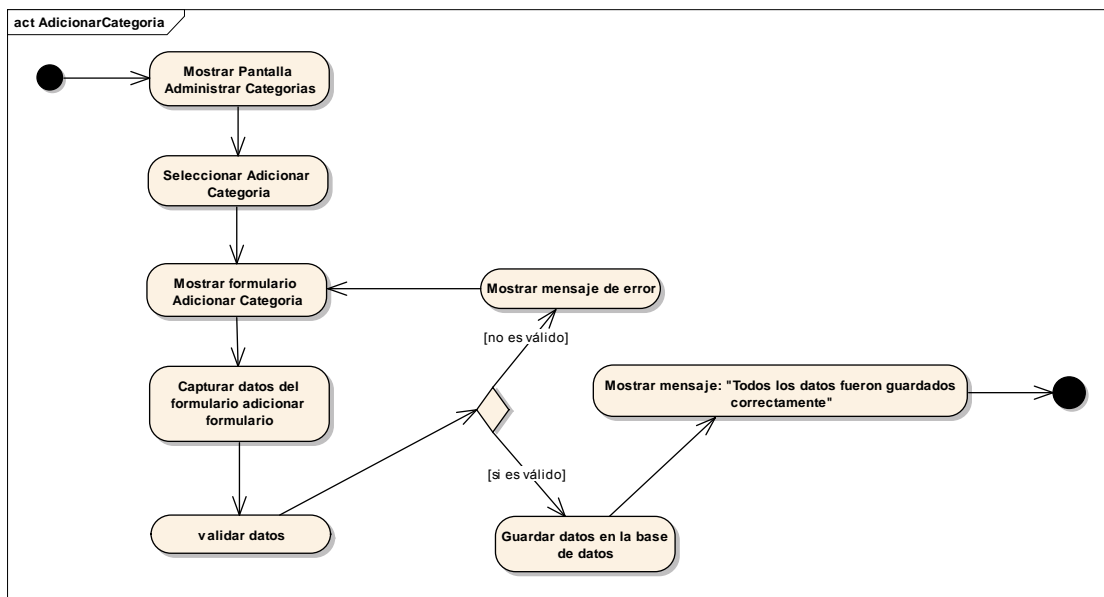 act AdicionarCategoria
Mostrar Pantalla
Administrar Categorias
Seleccionar Adicionar
Categoria
Mostrar formulario
Adicionar Categoria
Mostrar mensaje de error
[no es válido]
Capturar datos del
formulario adicionar
formulario
Mostrar mensaje: "Todos los datos fueron guardados
correctamente"
[si es válido]
validar datos
Guardar datos en la base
de datos